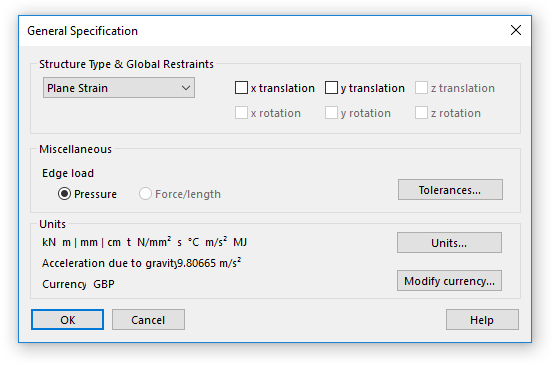 General Specification
Structure Type & Global Restraints
Plane Strain
x translation y translation z translation
x rotation y rotation z rotation
Miscellaneous
Edge load
Pressure Force/length
Tolerances...
Units
kN m | mm | cm t N/mm² s °C m/s² MJ
Units...
Acceleration due to gravity9.80665 m/s²
Currency GBP
Modify currency...
OK Cancel Help